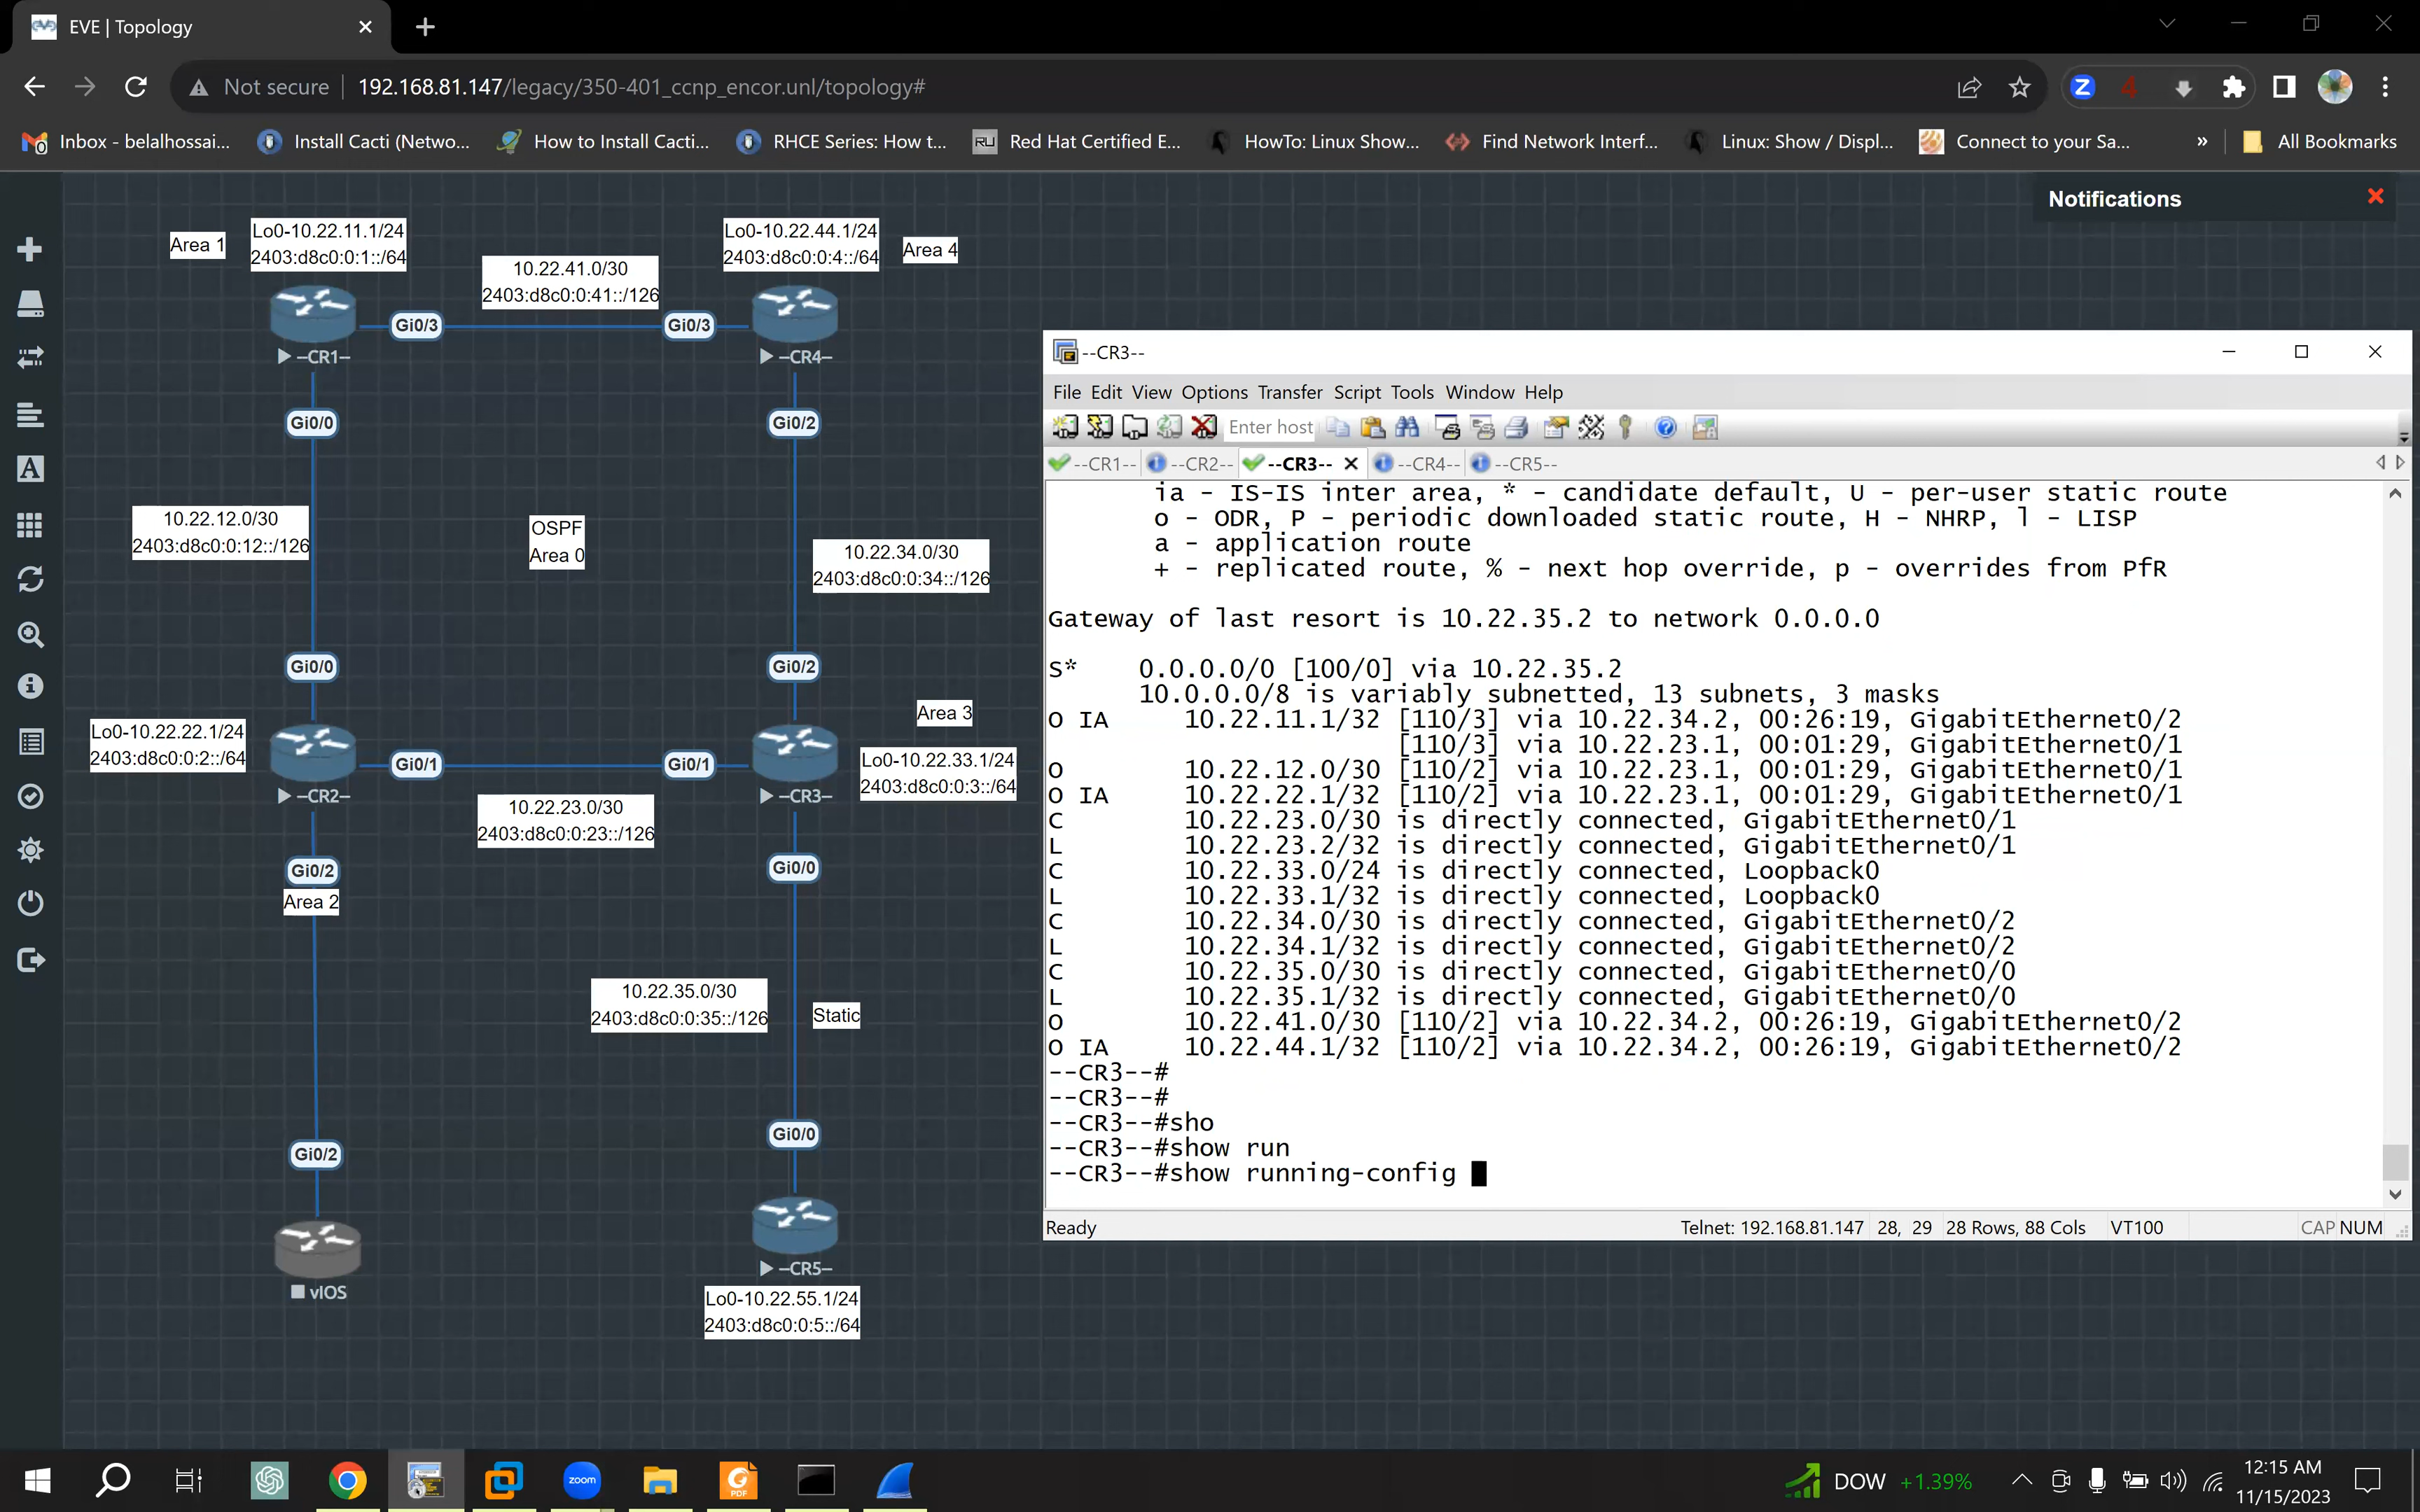 EVE | Topology
Not secure
192.168.81.147/legacy/350-401_ccnp_encor.unl/topology#
Inbox - belalhossai...
Install Cacti (Netwo...
How to Install Cacti...
RHCE Series: How t...
RU
Red Hat Certified E...
HowTo: Linux Show...
Find Network Interf...
Linux: Show / Displ...
Connect to your Sa...
»
All Bookmarks
Notifications
Area 1
Lo0-10.22.11.1/24
2403:d8c0:0:1::/64
10.22.41.0/30
2403:d8c0:0:41::/126
Lo0-10.22.44.1/24
2403:d8c0:0:4::/64
Area 4
Gi0/3
Gi0/3
--CR1--
--CR4--
Gi0/0
Gi0/2
10.22.12.0/30
2403:d8c0:0:12::/126
OSPF
Area 0
10.22.34.0/30
2403:d8c0:0:34::/126
Gi0/0
Gi0/2
Area 3
Lo0-10.22.22.1/24
2403:d8c0:0:2::/64
Gi0/1
Gi0/1
Lo0-10.22.33.1/24
2403:d8c0:0:3::/64
--CR2--
--CR3--
10.22.23.0/30
2403:d8c0:0:23::/126
Gi0/2
Area 2
Gi0/0
10.22.35.0/30
2403:d8c0:0:35::/126
Static
Gi0/2
Gi0/0
vIOS
--CR5--
Lo0-10.22.55.1/24
2403:d8c0:0:5::/64
--CR3--
File Edit View Options Transfer Script Tools Window Help
Enter host
--CR1-- --CR2-- --CR3-- --CR4-- --CR5--
ia - IS-IS inter area, * - candidate default, U - per-user static route
o - ODR, P - periodic downloaded static route, H - NHRP, l - LISP
a - application route
+ - replicated route, % - next hop override, p - overrides from PfR
Gateway of last resort is 10.22.35.2 to network 0.0.0.0
S* 0.0.0.0/0 [100/0] via 10.22.35.2
10.0.0.0/8 is variably subnetted, 13 subnets, 3 masks
O IA 10.22.11.1/32 [110/3] via 10.22.34.2, 00:26:19, GigabitEthernet0/2
[110/3] via 10.22.23.1, 00:01:29, GigabitEthernet0/1
O 10.22.12.0/30 [110/2] via 10.22.23.1, 00:01:29, GigabitEthernet0/1
O IA 10.22.22.1/32 [110/2] via 10.22.23.1, 00:01:29, GigabitEthernet0/1
C 10.22.23.0/30 is directly connected, GigabitEthernet0/1
L 10.22.23.2/32 is directly connected, GigabitEthernet0/1
C 10.22.33.0/24 is directly connected, Loopback0
L 10.22.33.1/32 is directly connected, Loopback0
C 10.22.34.0/30 is directly connected, GigabitEthernet0/2
L 10.22.34.1/32 is directly connected, GigabitEthernet0/2
C 10.22.35.0/30 is directly connected, GigabitEthernet0/0
L 10.22.35.1/32 is directly connected, GigabitEthernet0/0
O 10.22.41.0/30 [110/2] via 10.22.34.2, 00:26:19, GigabitEthernet0/2
O IA 10.22.44.1/32 [110/2] via 10.22.34.2, 00:26:19, GigabitEthernet0/2
--CR3--#
--CR3--#
--CR3--#sho
--CR3--#show run
--CR3--#show running-config
Ready
Telnet: 192.168.81.147 28, 29 28 Rows, 88 Cols VT100 CAP NUM
zoom
PDF
DOW +1.39%
12:15 AM
11/15/2023